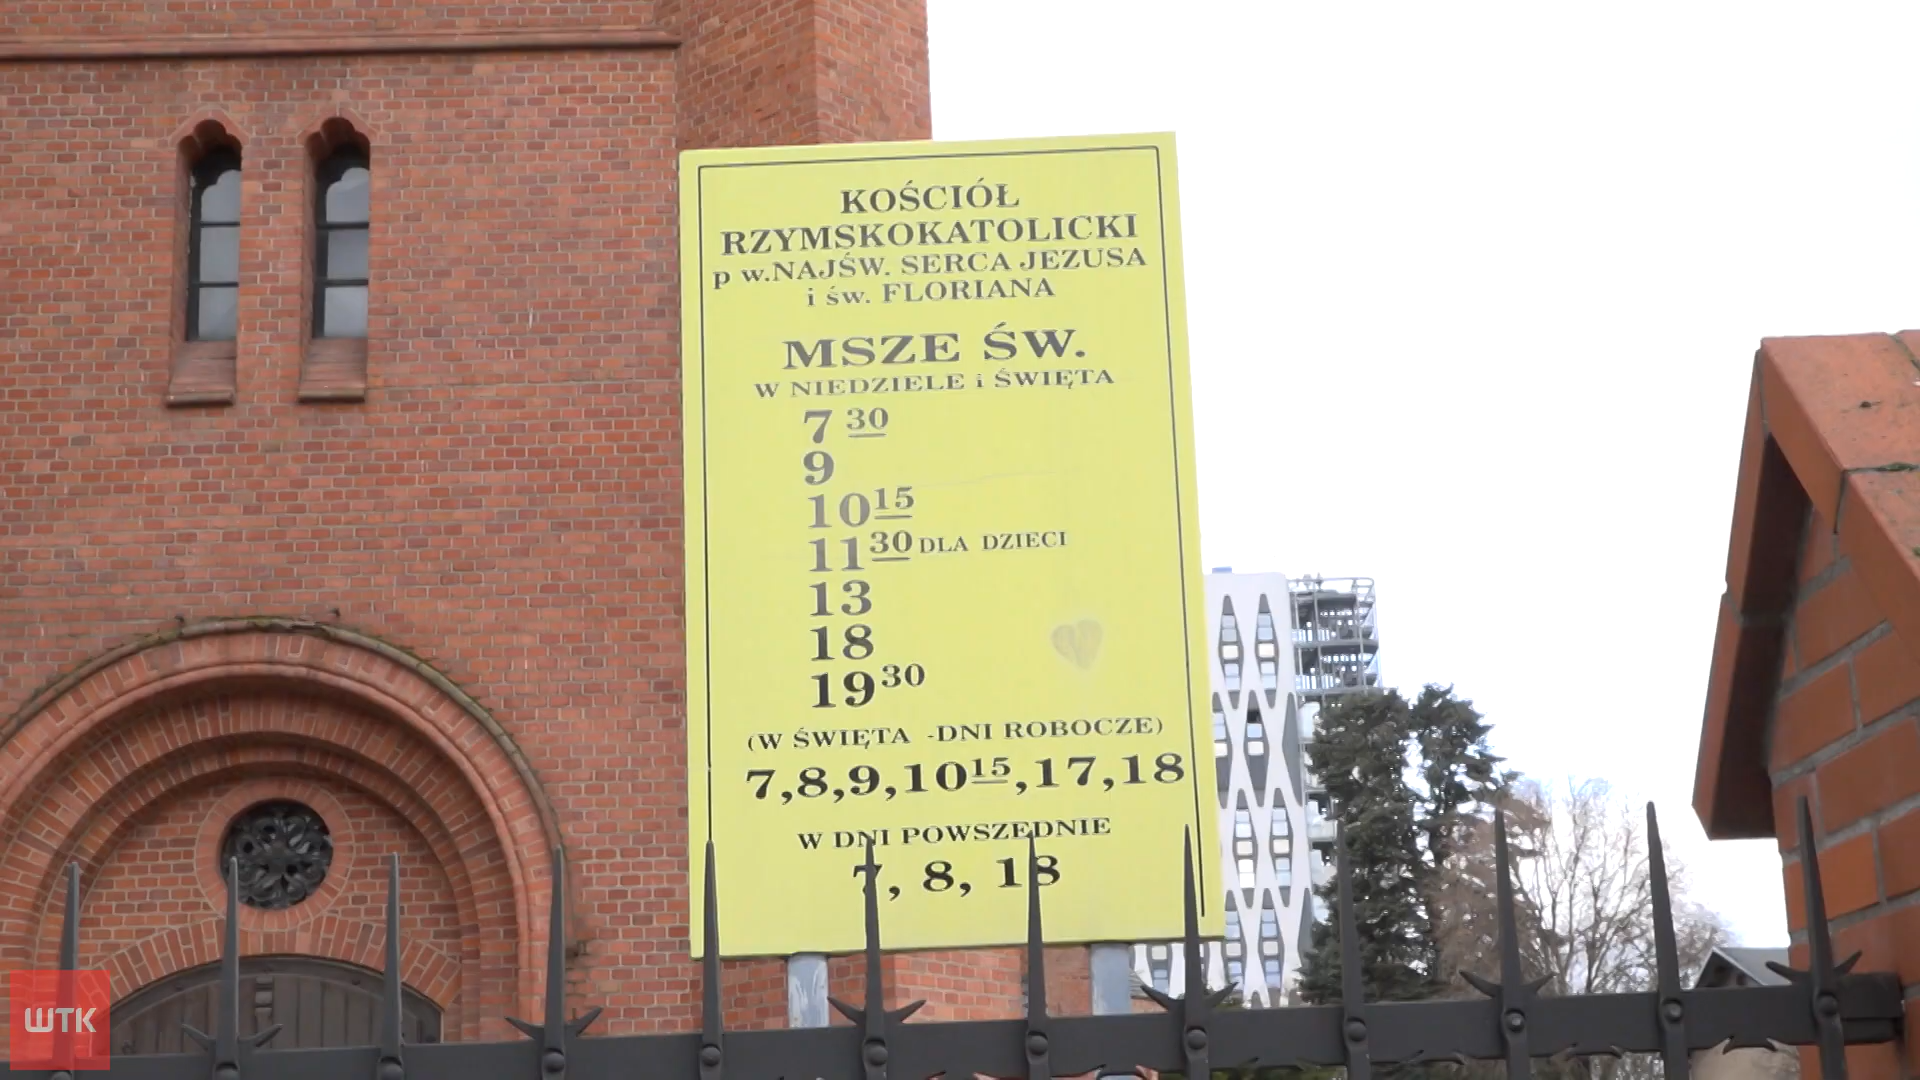 KOŚCIÓŁ
RZYMSKOKATOLICKI
p w.NAJŚW. SERCA JEZUSA
i św. FLORIANA
MSZE ŚW.
W NIEDZIELE i ŚWIĘTA
7 30
9
10 15
11 30 DLA DZIECI
13
18
19 30
(W ŚWIĘTA -DNI ROBOCZE)
7,8,9,10 15,17,18
W DNI POWSZEDNIE
7, 8, 18
WTK